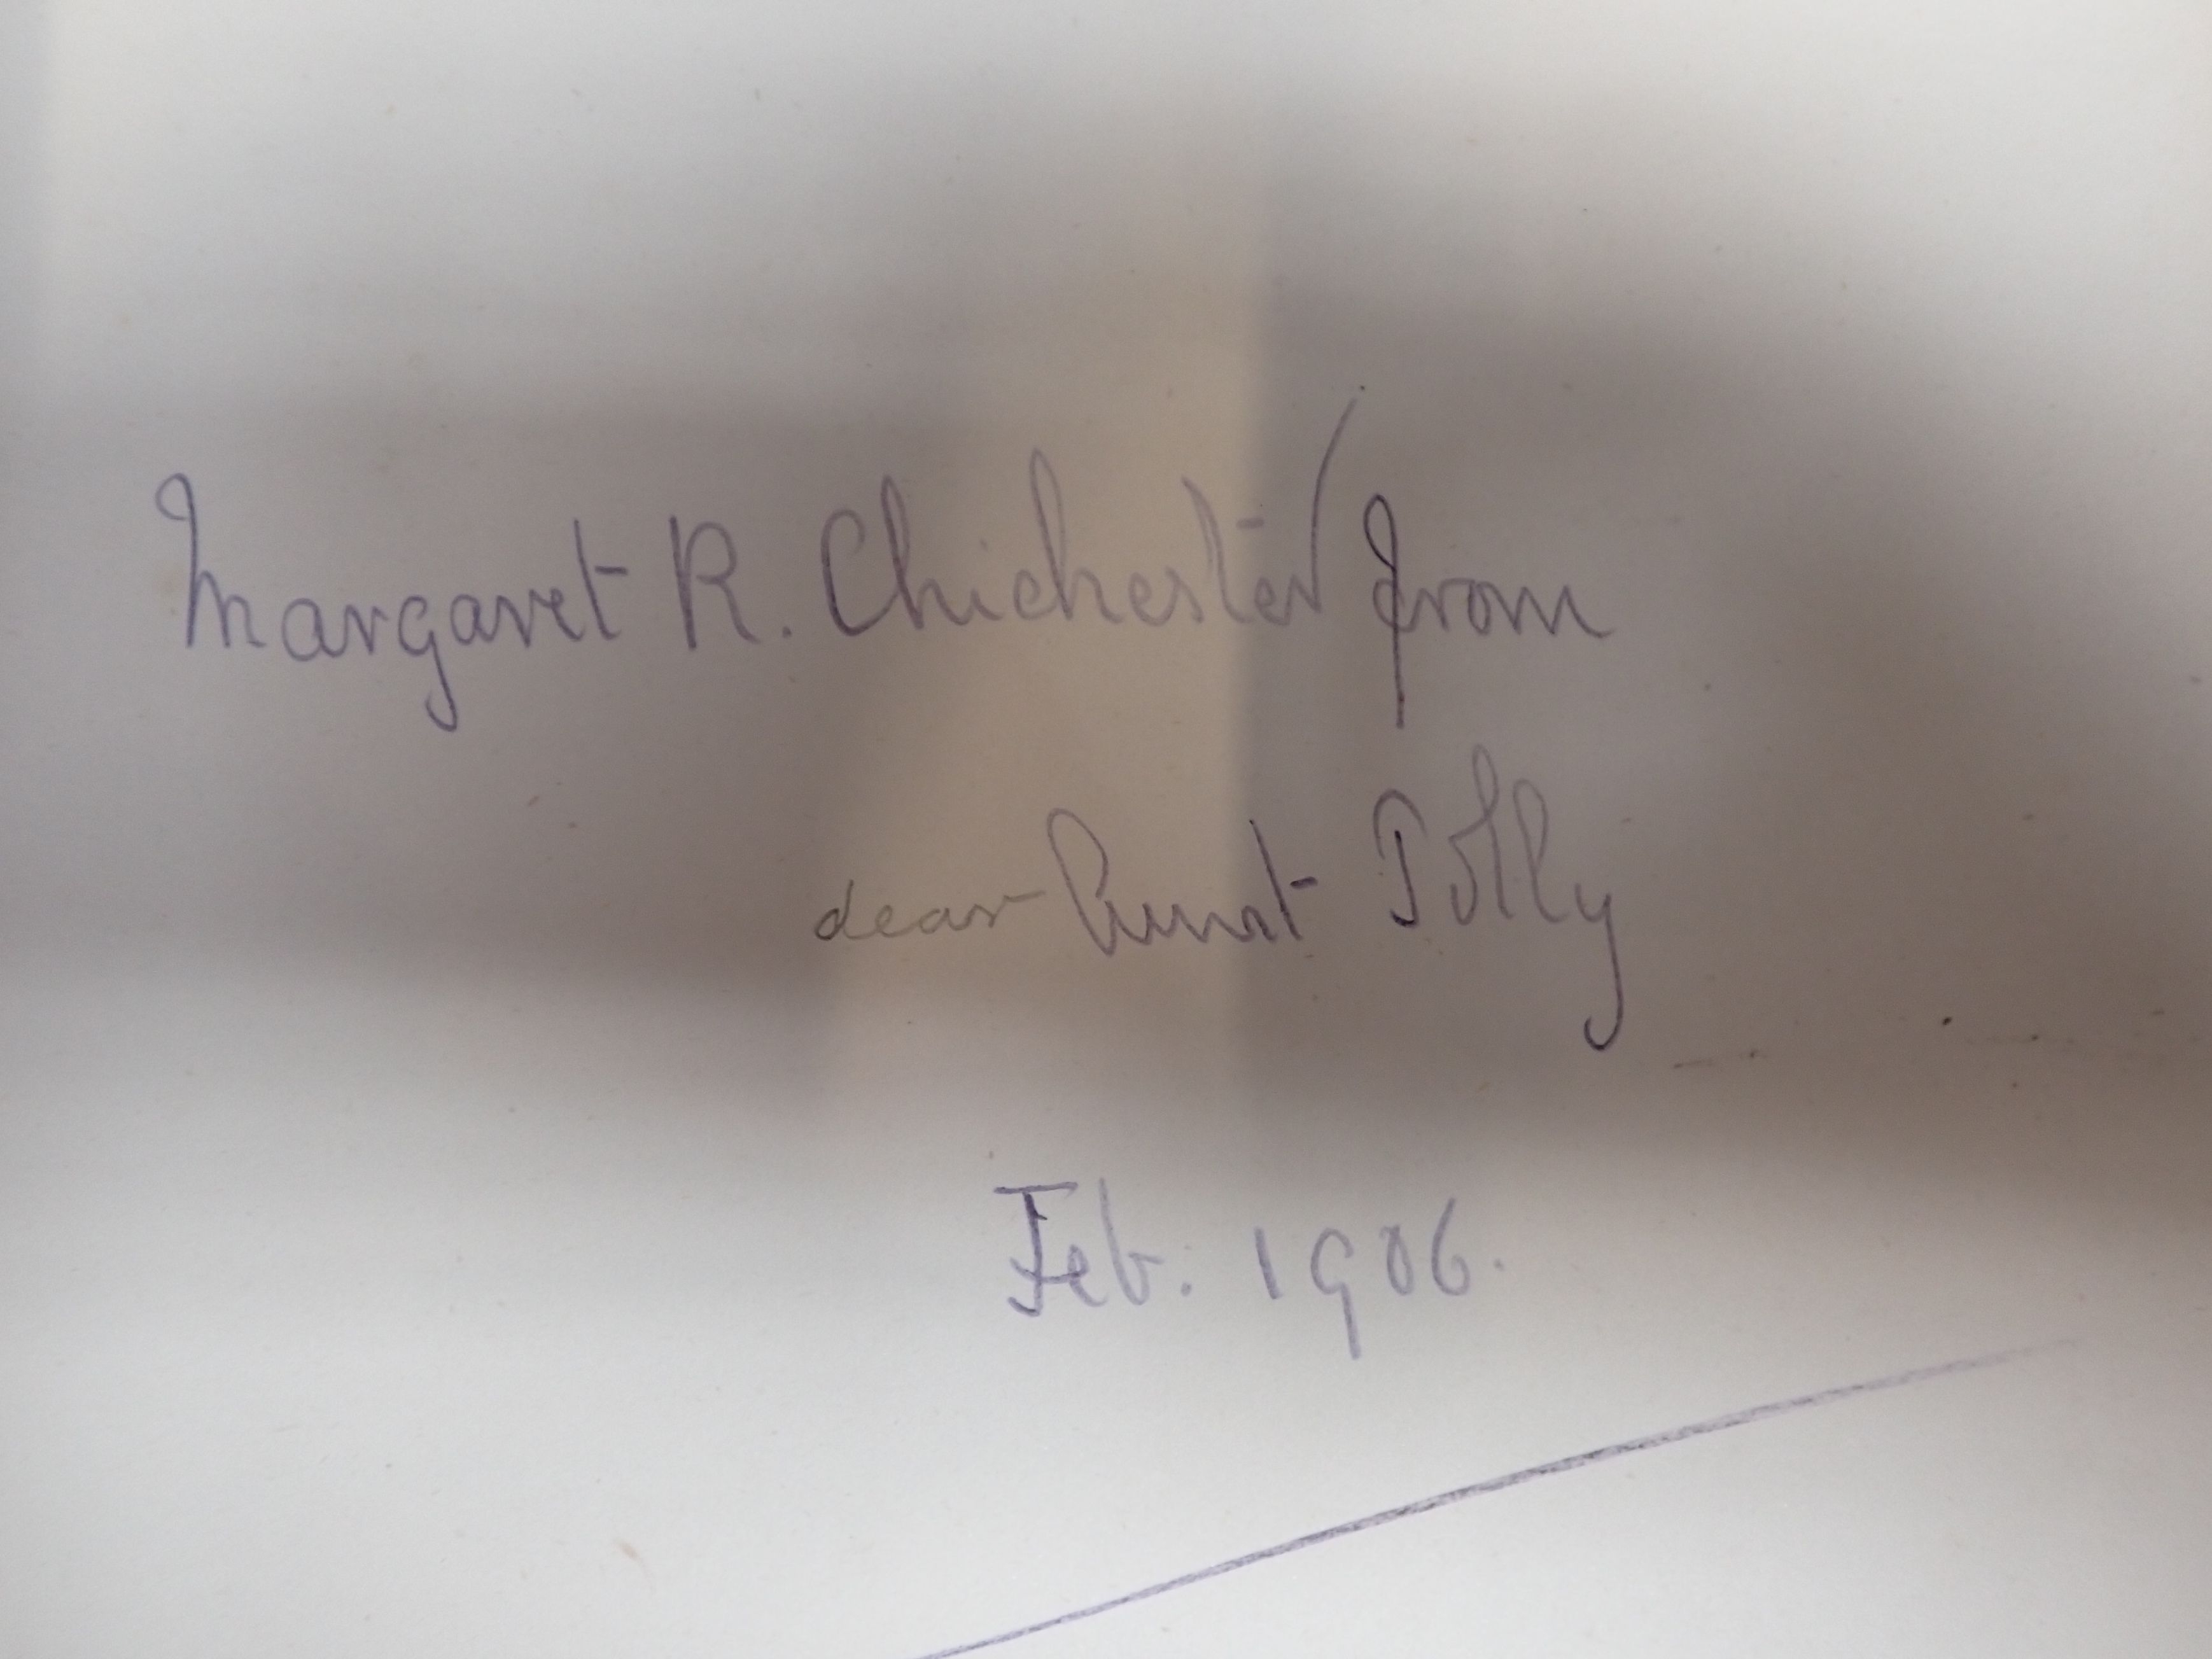 Margaret R. Chichester from
dear Aunt Polly
Feb. 1906.